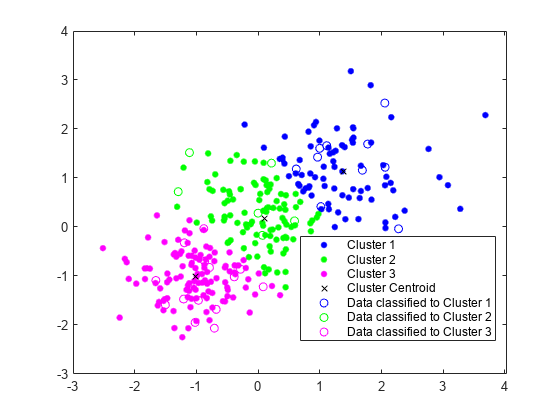 4
3
2
1
0
-1
-2
-3
-3
-2
-1
0
1
2
3
4
Cluster 1
Cluster 2
Cluster 3
Cluster Centroid
Data classified to Cluster 1
Data classified to Cluster 2
Data classified to Cluster 3